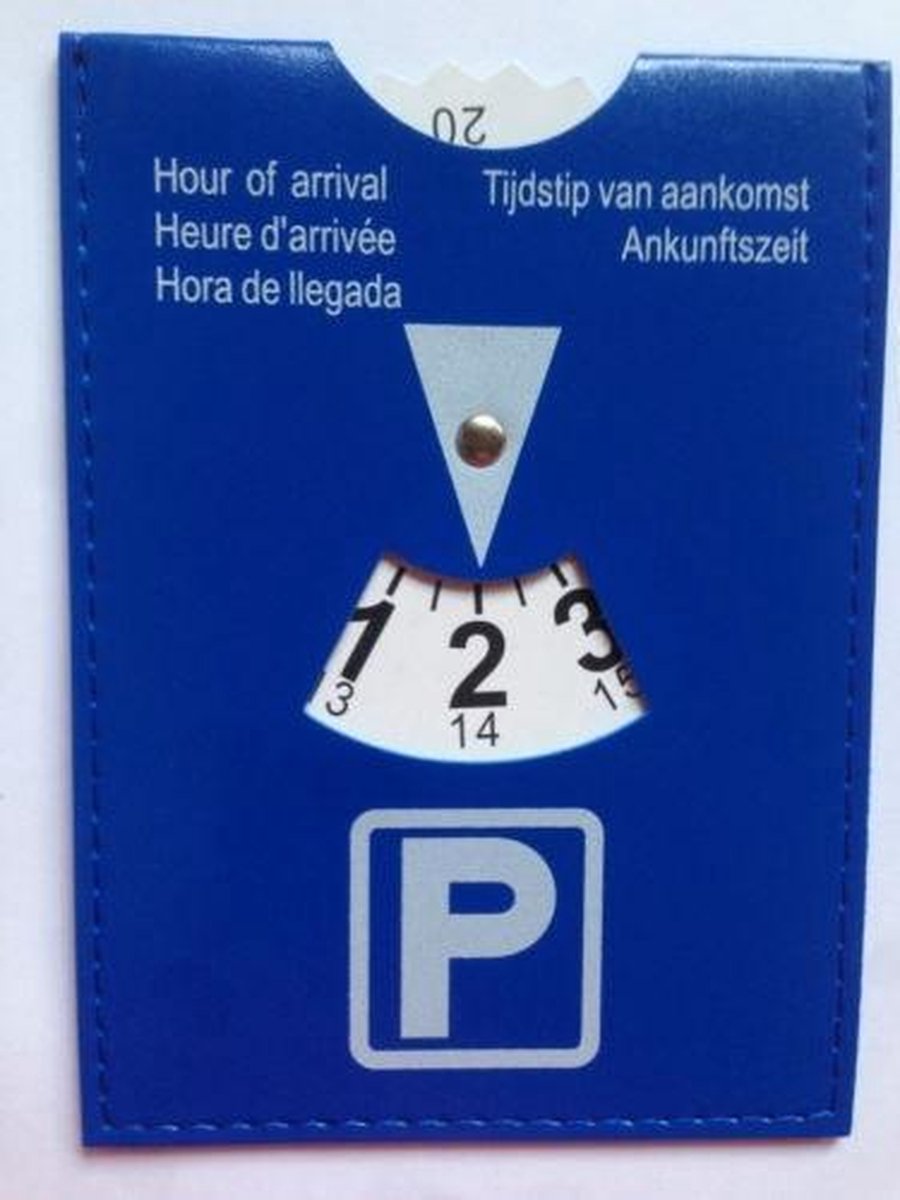 20
Hour of arrival
Heure d'arrivée
Hora de llegada
Tijdstip van aankomst
Ankunftszeit
1 2 3
3 14 15
P